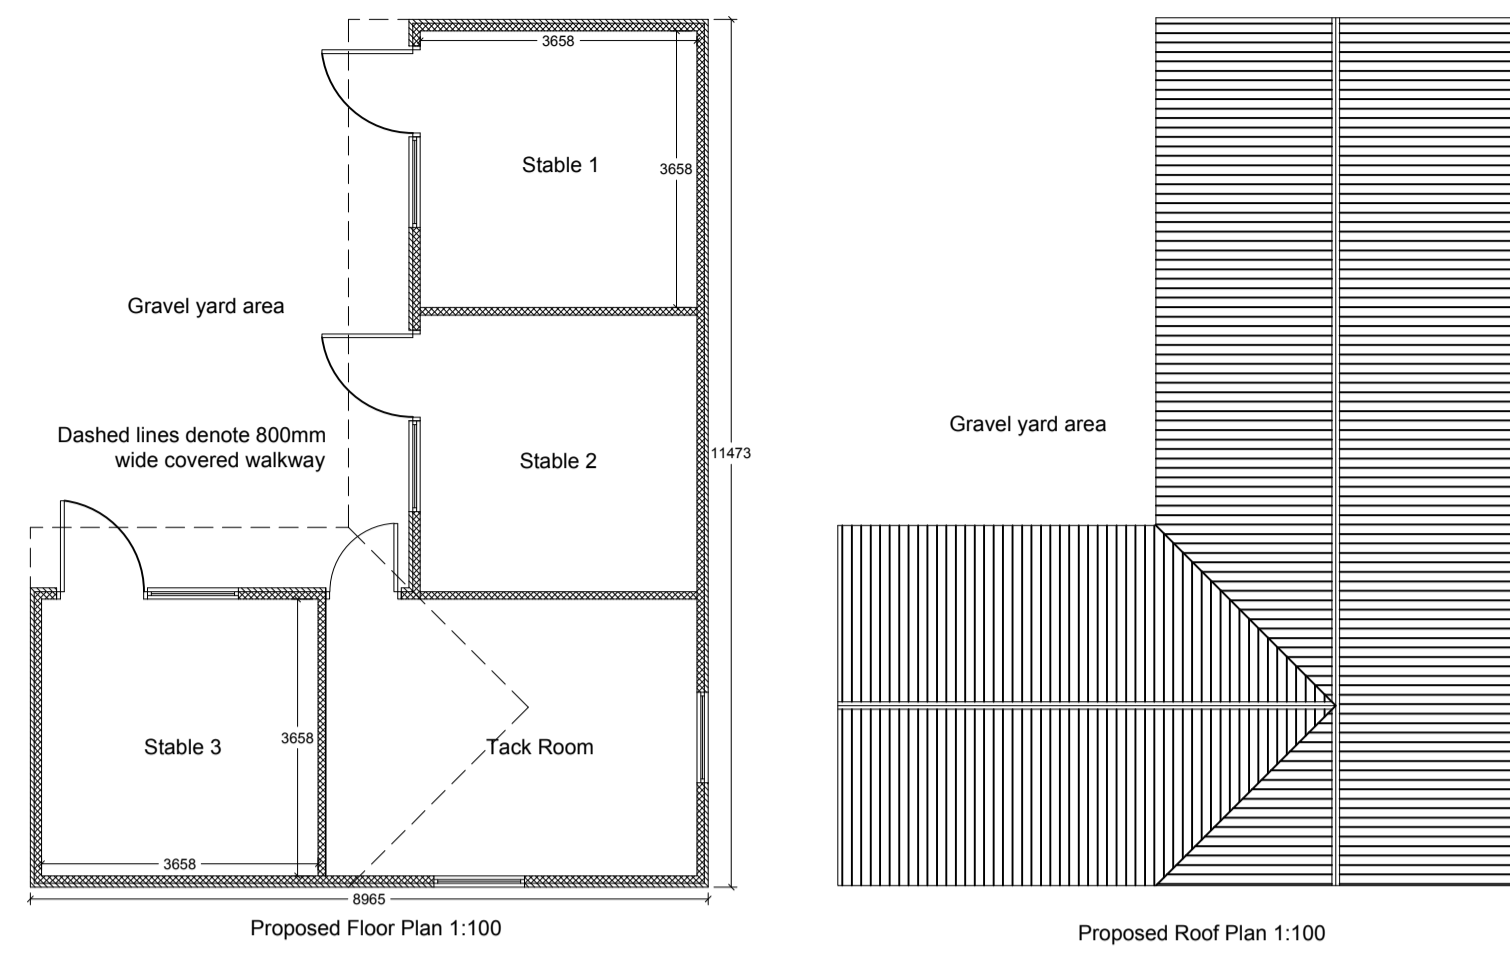 3658
Stable 1
3658
Gravel yard area
Dashed lines denote 800mm
wide covered walkway
Stable 2
11473
Stable 3
3658
Tack Room
3658
8965
Proposed Floor Plan 1:100
Gravel yard area
Proposed Roof Plan 1:100